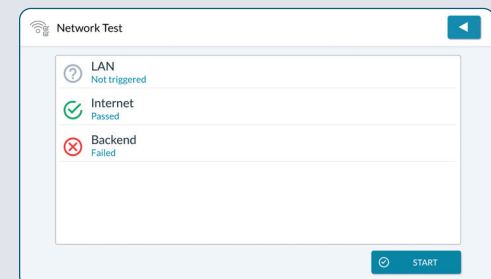 Network Test
LAN
Not triggered
Internet
Passed
Backend
Failed
START